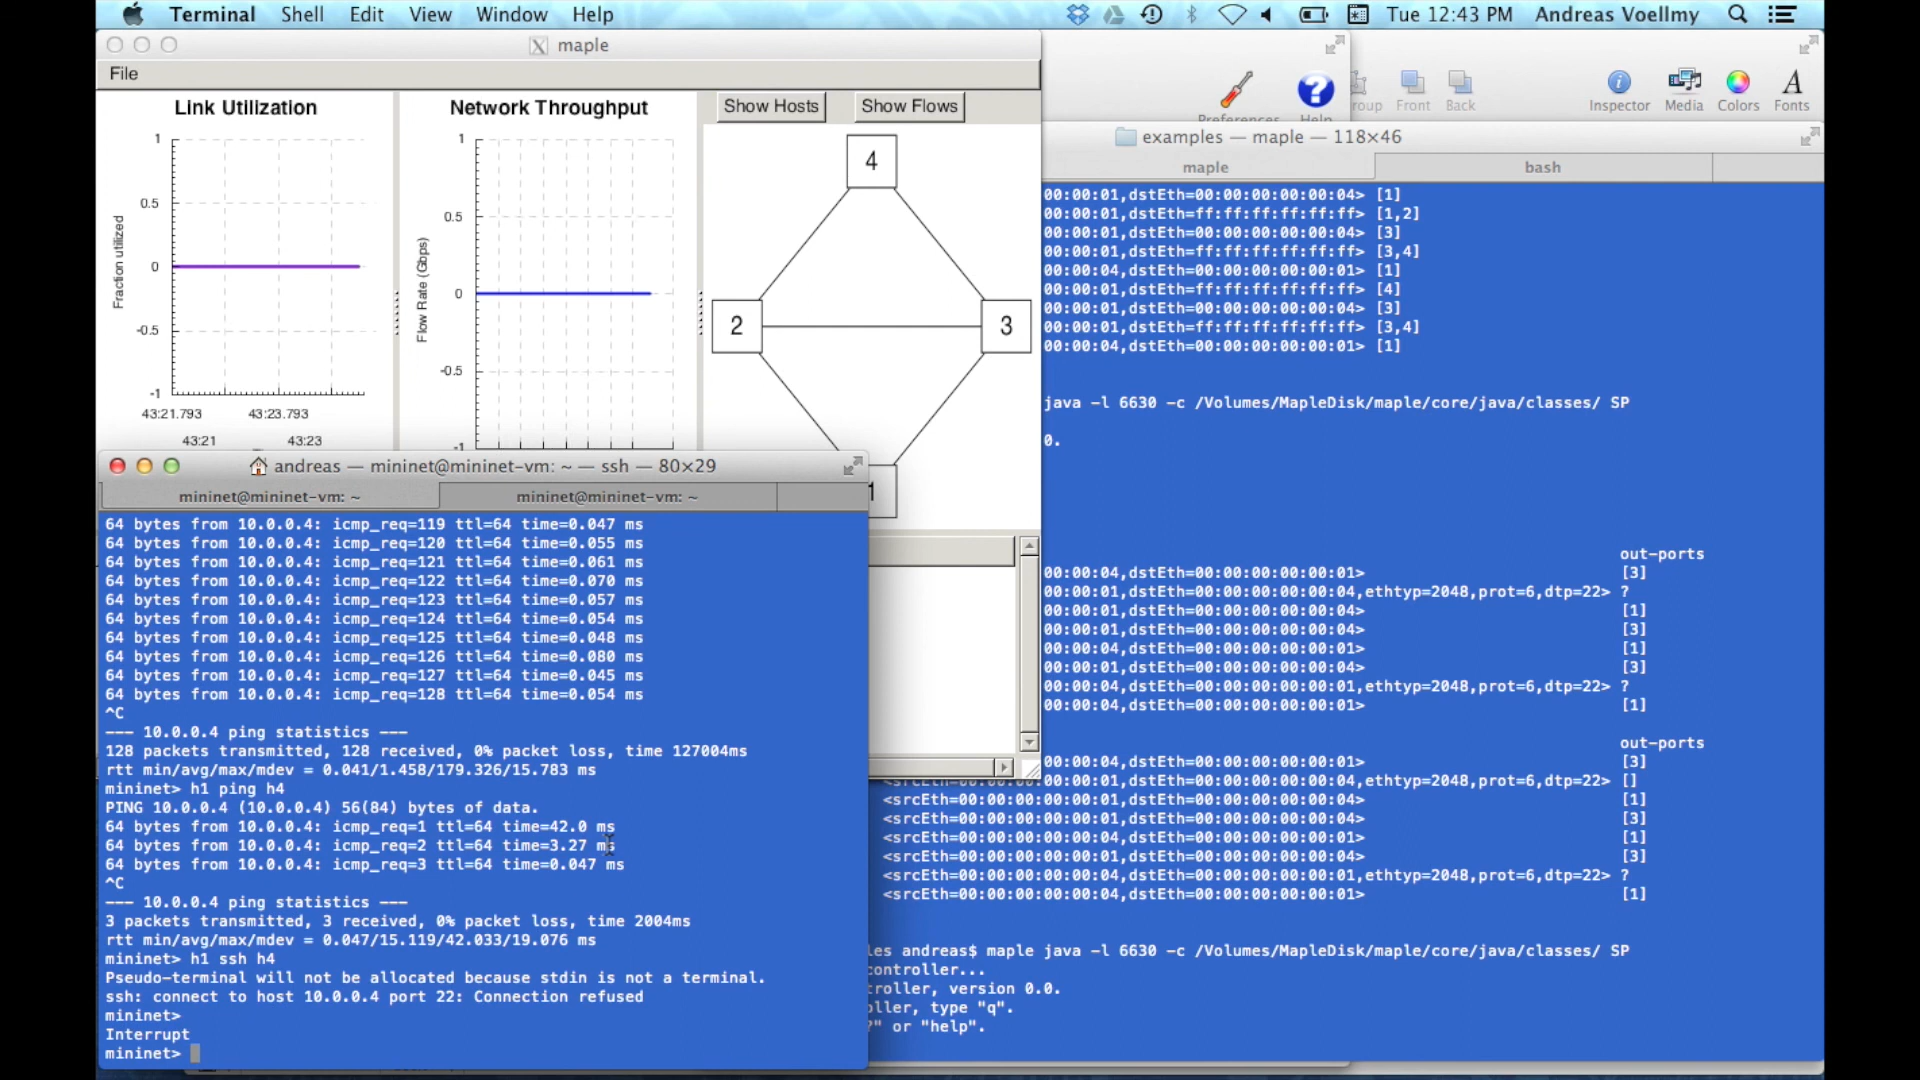 Terminal Shell Edit View Window Help Tue 12:43 PM Andreas Voellmy
maple
File
Link Utilization
Fraction utilized
1
0.5
0
-0.5
-1
43:21.793 43:23.793
43:21 43:23
Network Throughput
Flow Rate (Gbps)
1
0.5
0
-0.5
-1
Show Hosts Show Flows
4
2
3
1
Preferences Help
roup Front Back Inspector Media Colors Fonts
examples — maple — 118×46
maple bash
00:00:01,dstEth=00:00:00:00:00:04> [1]
00:00:01,dstEth=ff:ff:ff:ff:ff:ff> [1,2]
00:00:01,dstEth=00:00:00:00:00:04> [3]
00:00:01,dstEth=ff:ff:ff:ff:ff:ff> [3,4]
00:00:04,dstEth=00:00:00:00:00:01> [1]
00:00:01,dstEth=ff:ff:ff:ff:ff:ff> [4]
00:00:01,dstEth=00:00:00:00:00:04> [3]
00:00:01,dstEth=ff:ff:ff:ff:ff:ff> [3,4]
00:00:04,dstEth=00:00:00:00:00:01> [1]
java -l 6630 -c /Volumes/MapleDisk/maple/core/java/classes/ SP
0.
out-ports
00:00:04,dstEth=00:00:00:00:00:01> [3]
00:00:01,dstEth=00:00:00:00:00:04,ethtyp=2048,prot=6,dtp=22> ?
00:00:01,dstEth=00:00:00:00:00:04> [1]
00:00:01,dstEth=00:00:00:00:00:04> [3]
00:00:04,dstEth=00:00:00:00:00:01> [1]
00:00:01,dstEth=00:00:00:00:00:04> [3]
00:00:04,dstEth=00:00:00:00:00:01,ethtyp=2048,prot=6,dtp=22> ?
00:00:04,dstEth=00:00:00:00:00:01> [1]
out-ports
00:00:04,dstEth=00:00:00:00:00:01> [3]
<srcEth=00:00:00:00:00:01,dstEth=00:00:00:00:00:04,ethtyp=2048,prot=6,dtp=22> []
<srcEth=00:00:00:00:00:01,dstEth=00:00:00:00:00:04> [1]
<srcEth=00:00:00:00:00:01,dstEth=00:00:00:00:00:04> [3]
<srcEth=00:00:00:00:00:04,dstEth=00:00:00:00:00:01> [1]
<srcEth=00:00:00:00:00:01,dstEth=00:00:00:00:00:04> [3]
<srcEth=00:00:00:00:00:04,dstEth=00:00:00:00:00:01,ethtyp=2048,prot=6,dtp=22> ?
<srcEth=00:00:00:00:00:04,dstEth=00:00:00:00:00:01> [1]
les andreas$ maple java -l 6630 -c /Volumes/MapleDisk/maple/core/java/classes/ SP
controller...
troller, version 0.0.
oller, type "q".
?" or "help".
andreas — mininet@mininet-vm: ~ — ssh — 80×29
mininet@mininet-vm: ~ mininet@mininet-vm: ~
64 bytes from 10.0.0.4: icmp_req=119 ttl=64 time=0.047 ms
64 bytes from 10.0.0.4: icmp_req=120 ttl=64 time=0.055 ms
64 bytes from 10.0.0.4: icmp_req=121 ttl=64 time=0.061 ms
64 bytes from 10.0.0.4: icmp_req=122 ttl=64 time=0.070 ms
64 bytes from 10.0.0.4: icmp_req=123 ttl=64 time=0.057 ms
64 bytes from 10.0.0.4: icmp_req=124 ttl=64 time=0.054 ms
64 bytes from 10.0.0.4: icmp_req=125 ttl=64 time=0.048 ms
64 bytes from 10.0.0.4: icmp_req=126 ttl=64 time=0.080 ms
64 bytes from 10.0.0.4: icmp_req=127 ttl=64 time=0.045 ms
64 bytes from 10.0.0.4: icmp_req=128 ttl=64 time=0.054 ms
^C
--- 10.0.0.4 ping statistics ---
128 packets transmitted, 128 received, 0% packet loss, time 127004ms
rtt min/avg/max/mdev = 0.041/1.458/179.326/15.783 ms
mininet> h1 ping h4
PING 10.0.0.4 (10.0.0.4) 56(84) bytes of data.
64 bytes from 10.0.0.4: icmp_req=1 ttl=64 time=42.0 ms
64 bytes from 10.0.0.4: icmp_req=2 ttl=64 time=3.27 ms
64 bytes from 10.0.0.4: icmp_req=3 ttl=64 time=0.047 ms
^C
--- 10.0.0.4 ping statistics ---
3 packets transmitted, 3 received, 0% packet loss, time 2004ms
rtt min/avg/max/mdev = 0.047/15.119/42.033/19.076 ms
mininet> h1 ssh h4
Pseudo-terminal will not be allocated because stdin is not a terminal.
ssh: connect to host 10.0.0.4 port 22: Connection refused
mininet>
Interrupt
mininet>